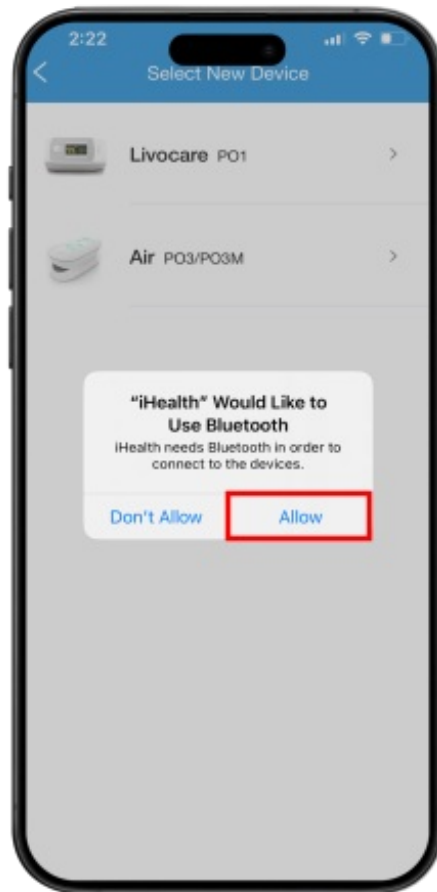 2:22
Select New Device
Livocare PO1
Air PO3/PO3M
“iHealth” Would Like to
Use Bluetooth
iHealth needs Bluetooth in order to
connect to the devices.
Don't Allow
Allow